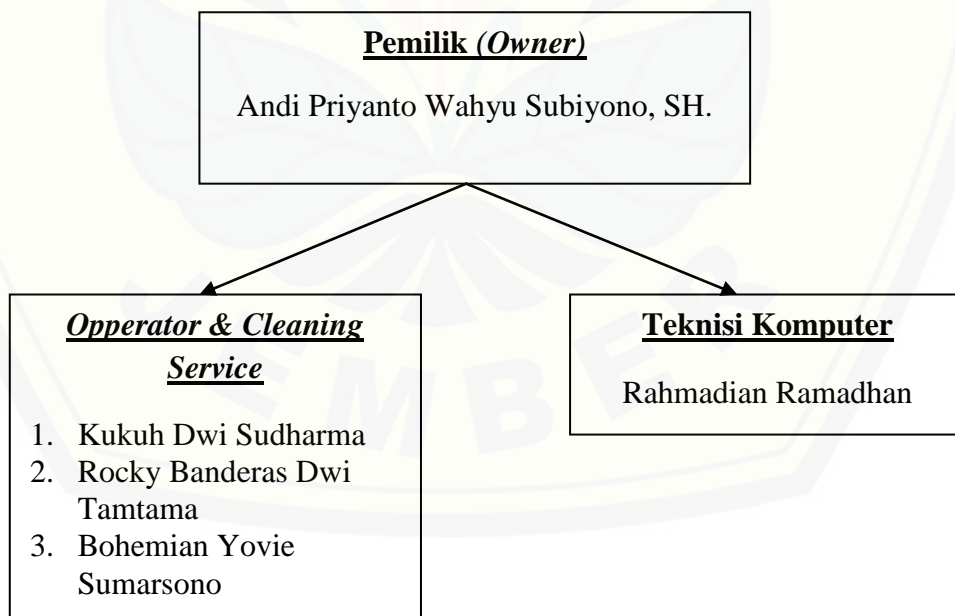 Pemilik (Owner)
Andi Priyanto Wahyu Subiyono, SH.
Opperator & Cleaning
Service
1. Kukuh Dwi Sudharma
2. Rocky Banderas Dwi
Tamtama
3. Bohemian Yovie
Sumarsono
Teknisi Komputer
Rahmadian Ramadhan
JEMBER